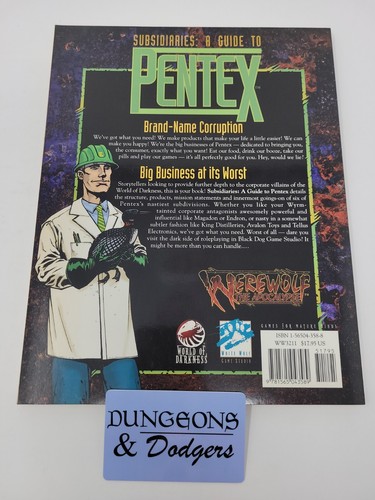 SUBSIDIARIES: A GUIDE TO
PENTEX
Brand-Name Corruption
We've got what you need! We make products that make your life a little easier! We can
make you happy! We're the big businesses of Pentex — dedicated to bringing you,
the consumer, exactly what you want! Eat our food, drink our booze, take our
pills and play our games — it's all perfectly good for you. Hey, would we lie?
Big Business at its Worst
Storytellers looking to provide further depth to the corporate villains of the
World of Darkness, this is your book! Subsidiaries: A Guide to Pentex details
the structure, products, mission statements and innermost goings-on of six of
Pentex's nastiest subdivisions. Whether you like your Wyrm-
tainted corporate antagonists awesomely powerful and
influential like Magadon or Endron, or nasty in a somewhat
subtler fashion like King Distilleries, Avalon Toys and Tellus
Electronics, we've got what you need. Worst of all — dare you
visit the dark side of roleplaying in Black Dog Game Studio? It
might be more than you can handle....
WEREWOLF
THE APOCALYPSE
WORLD OF DARKNESS
WHITE WOLF
GAME STUDIO
GAMES FOR MATURE MINDS
ISBN 1-56504-358-8
WW3211 $17.95 US
51795
9 781565 043589
DUNGEONS
& Dodgers